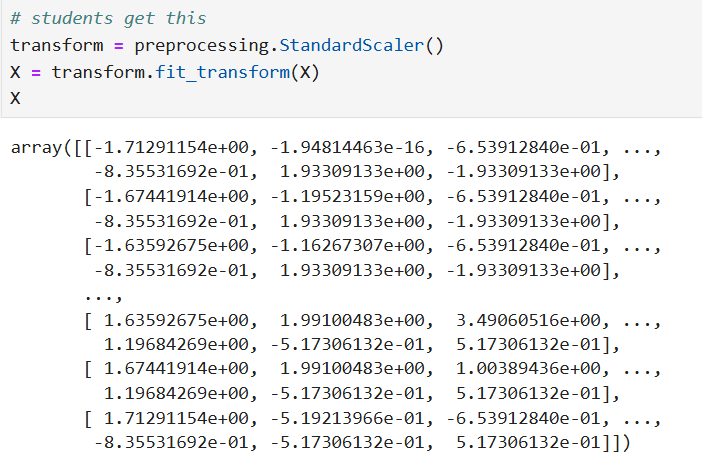 # students get this
transform = preprocessing.StandardScaler()
X = transform.fit_transform(X)
X
array([[-1.71291154e+00, -1.94814463e-16, -6.53912840e-01, ...,
        -8.35531692e-01,  1.93309133e+00, -1.93309133e+00],
       [-1.67441914e+00, -1.19523159e+00, -6.53912840e-01, ...,
        -8.35531692e-01,  1.93309133e+00, -1.93309133e+00],
       [-1.63592675e+00, -1.16267307e+00, -6.53912840e-01, ...,
        -8.35531692e-01,  1.93309133e+00, -1.93309133e+00],
       ...,
       [ 1.63592675e+00,  1.99100483e+00,  3.49060516e+00, ...,
         1.19684269e+00, -5.17306132e-01,  5.17306132e-01],
       [ 1.67441914e+00,  1.99100483e+00,  1.00389436e+00, ...,
         1.19684269e+00, -5.17306132e-01,  5.17306132e-01],
       [ 1.71291154e+00, -5.19213966e-01, -6.53912840e-01, ...,
        -8.35531692e-01, -5.17306132e-01,  5.17306132e-01]])